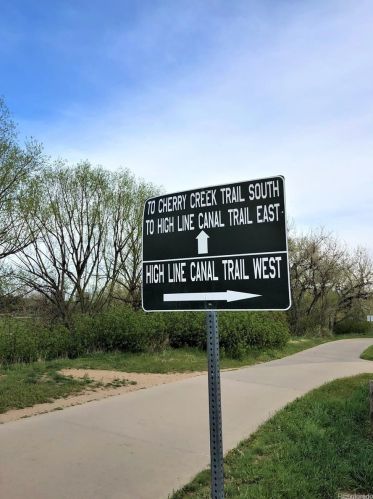 TO CHERRY CREEK TRAIL SOUTH
TO HIGH LINE CANAL TRAIL EAST
HIGH LINE CANAL TRAIL WEST